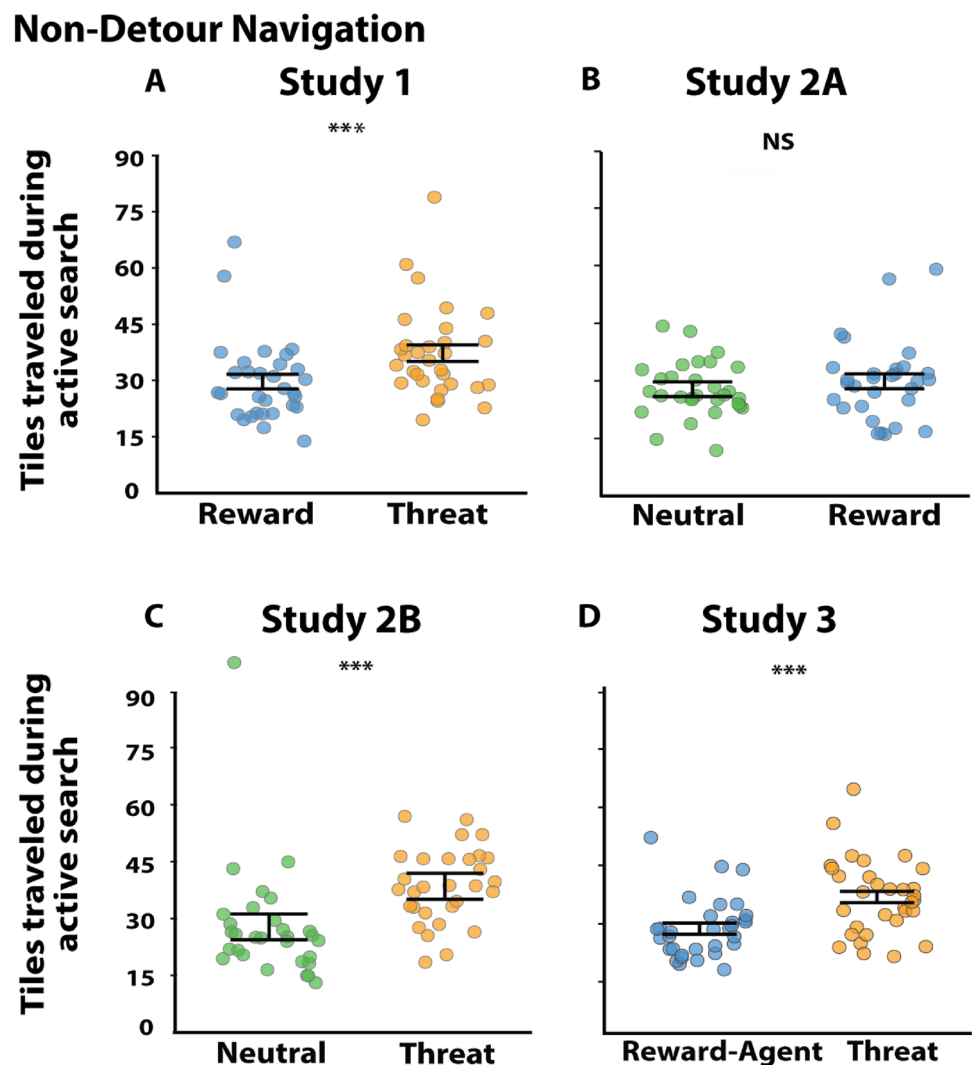 Non-Detour Navigation
A Study 1
***
Tiles traveled during
active search
90
75
60
45
30
15
0
Reward Threat
B Study 2A
NS
Neutral Reward
C Study 2B
***
Tiles traveled during
active search
90
75
60
45
30
15
0
Neutral Threat
D Study 3
***
Reward-Agent Threat